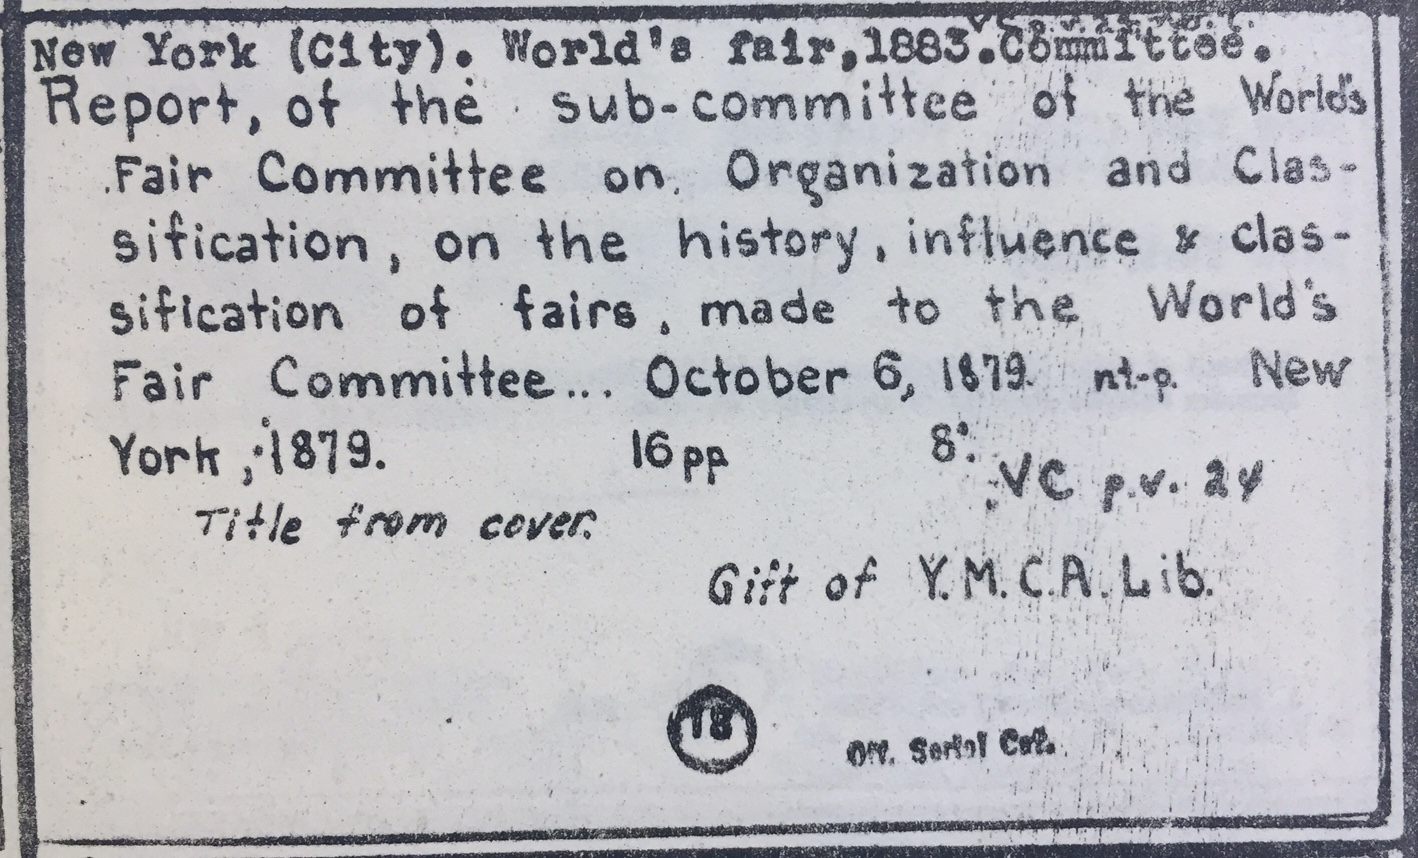 New York (City). World's fair, 1883. Committee.
Report, of the sub-committee of the World's
Fair Committee on Organization and Clas-
sification, on the history, influence & clas-
sification of fairs, made to the World's
Fair Committee... October 6, 1879. n.t-p. New
York, 1879. 16 pp 8°.
VC p.v. 24
Title from cover.
Gift of Y.M.C.A. Lib.
18
Off. Serial Cat.